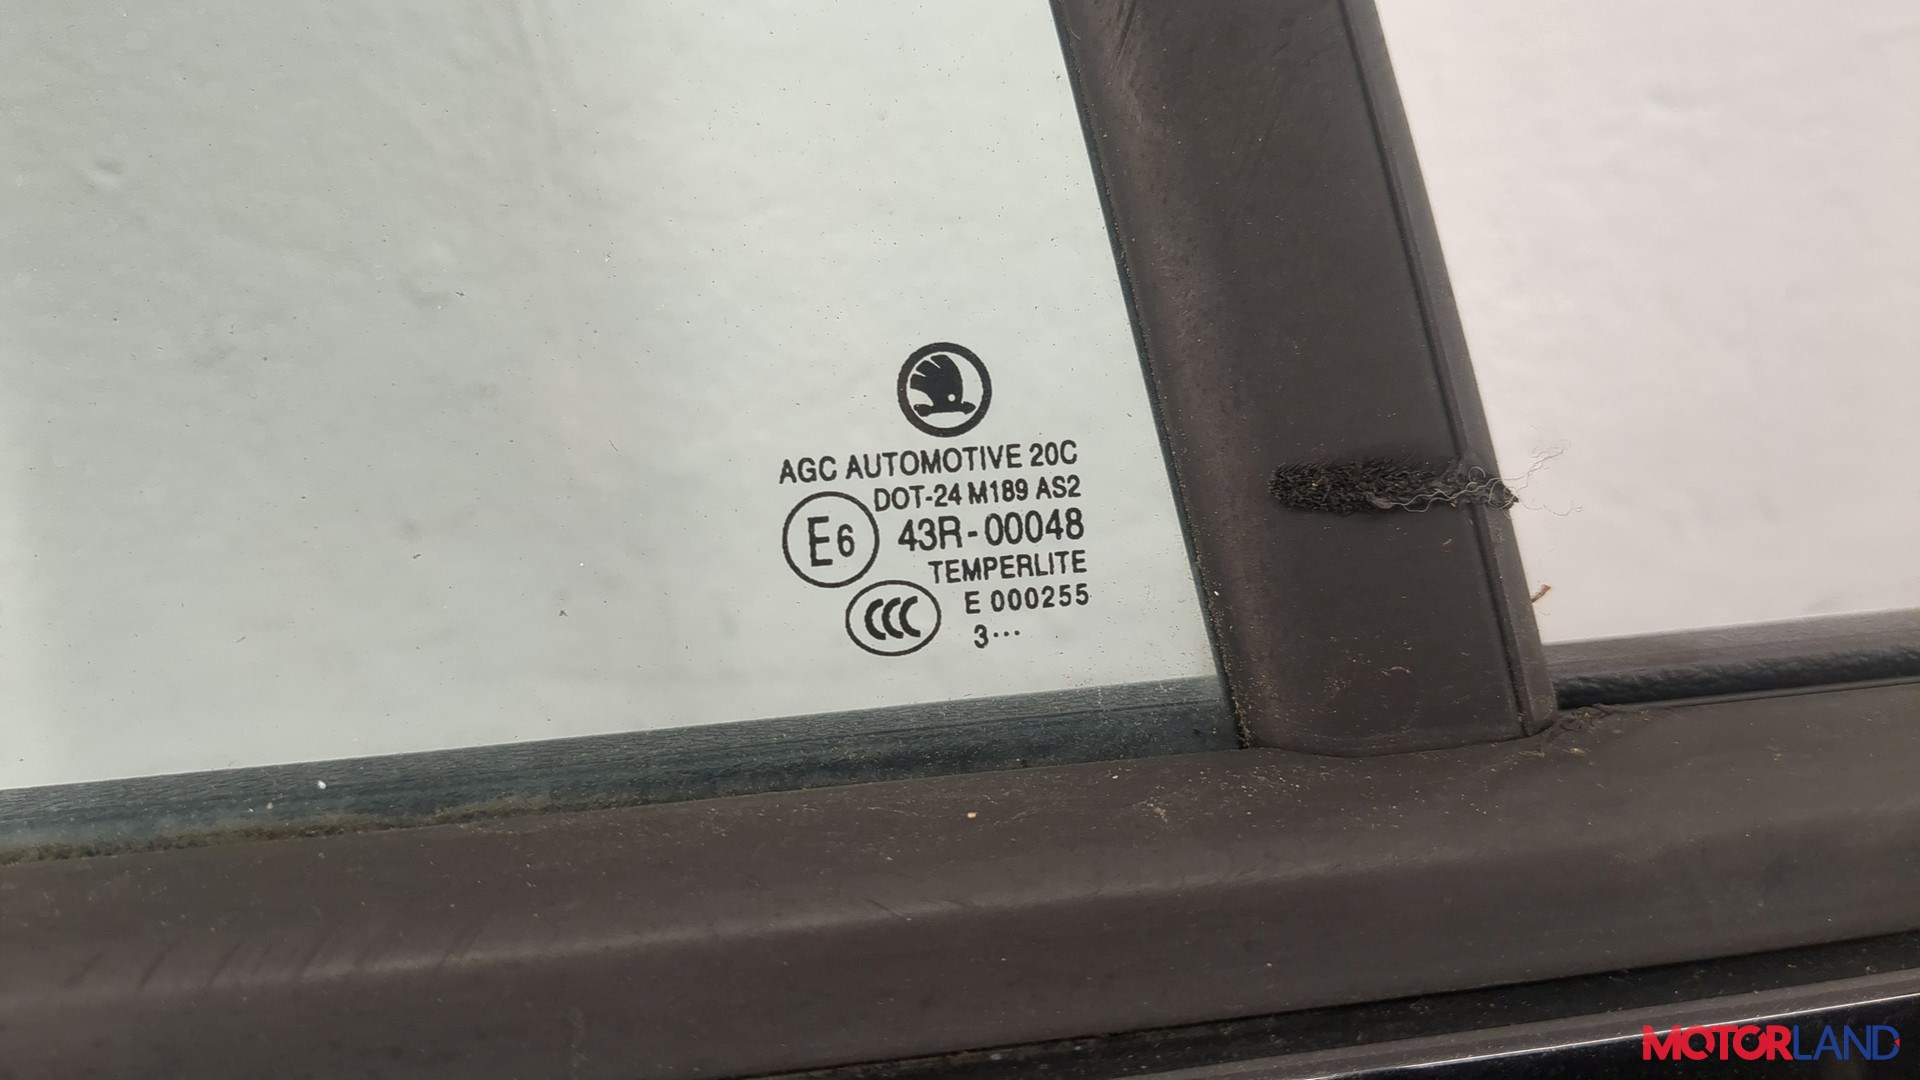 AGC AUTOMOTIVE 20C
DOT-24 M189 AS2
E6 43R-00048
TEMPERLITE
CCC E 000255
3...
MOTORLAND